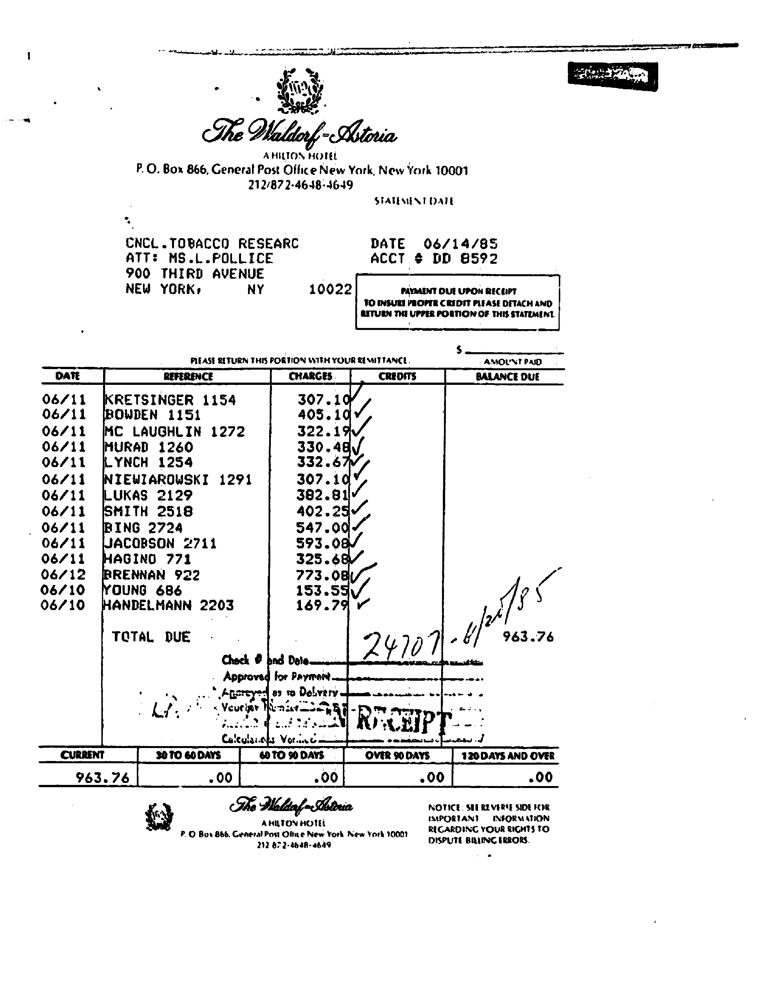 The Waldorf-Astoria
A HILTON HOTEL
P. O. Box 866, General Post Office New York, New York 10001
212/872-4648-4649
STATEMENT DATE
CNCL.TOBACCO RESEARC DATE 06/14/85
ATT: MS.L.POLLICE ACCT # DD 8592
900 THIRD AVENUE
NEW YORK, NY 10022
PAYMENT DUE UPON RECEIPT
TO INSURE PROPER CREDIT PLEASE DETACH AND
RETURN THE UPPER PORTION OF THIS STATEMENT.
$
PLEASE RETURN THIS PORTION WITH YOUR REMITTANCE. AMOUNT PAID
DATE REFERENCE CHARGES CREDITS BALANCE DUE
06/11 KRETSINGER 1154 307.10
06/11 BOWDEN 1151 405.10
06/11 MC LAUGHLIN 1272 322.19
06/11 MURAD 1260 330.48
06/11 LYNCH 1254 332.67
06/11 NIEWIAROWSKI 1291 307.10
06/11 LUKAS 2129 382.81
06/11 SMITH 2518 402.25
06/11 BING 2724 547.00
06/11 JACOBSON 2711 593.08
06/11 HAGINO 771 325.68
06/12 BRENNAN 922 773.08
06/10 YOUNG 686 153.55
06/10 HANDELMANN 2203 169.79
TOTAL DUE 24707 - 963.76
Check # and Date
Approved for Payment
Approved as to Delivery
Voucher Number
RECEIPT
Calculations Verified
CURRENT 30 TO 60 DAYS 60 TO 90 DAYS OVER 90 DAYS 120 DAYS AND OVER
963.76 .00 .00 .00 .00
The Waldorf-Astoria
A HILTON HOTEL
P. O. Box 866, General Post Office New York, New York 10001
212 872-4648-4649
NOTICE: SEE REVERSE SIDE FOR
IMPORTANT INFORMATION
REGARDING YOUR RIGHTS TO
DISPUTE BILLING ERRORS.